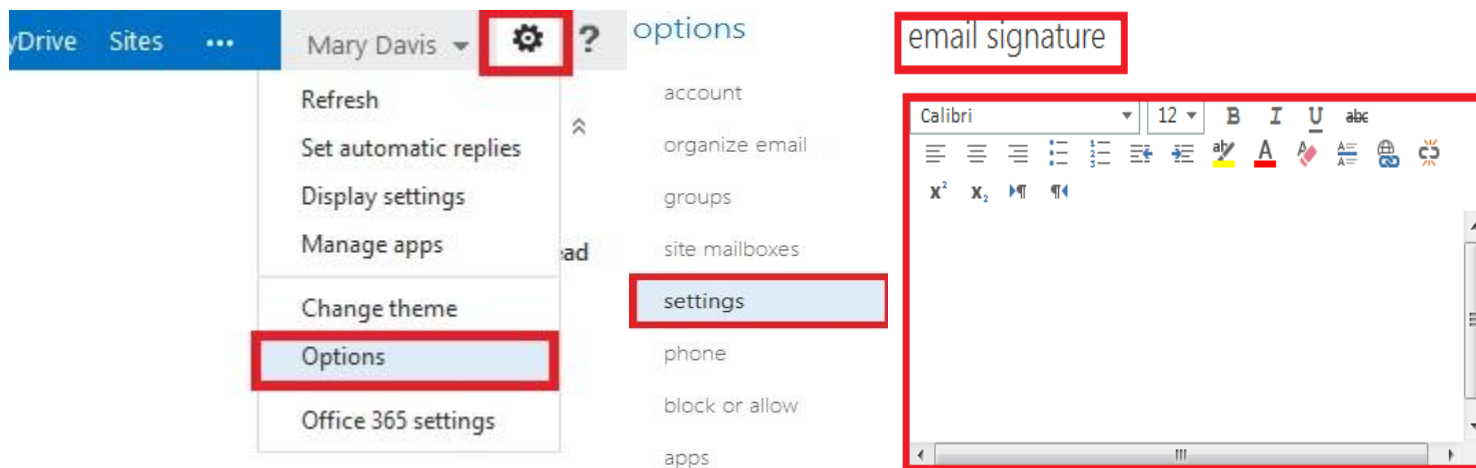 yDrive Sites ••• Mary Davis ?
Refresh
Set automatic replies
Display settings
Manage apps
ead
Change theme
Options
Office 365 settings
options
account
organize email
groups
site mailboxes
settings
phone
block or allow
apps
email signature
Calibri 12 B I U abc
ab A A
X² X₂ ¶ ¶